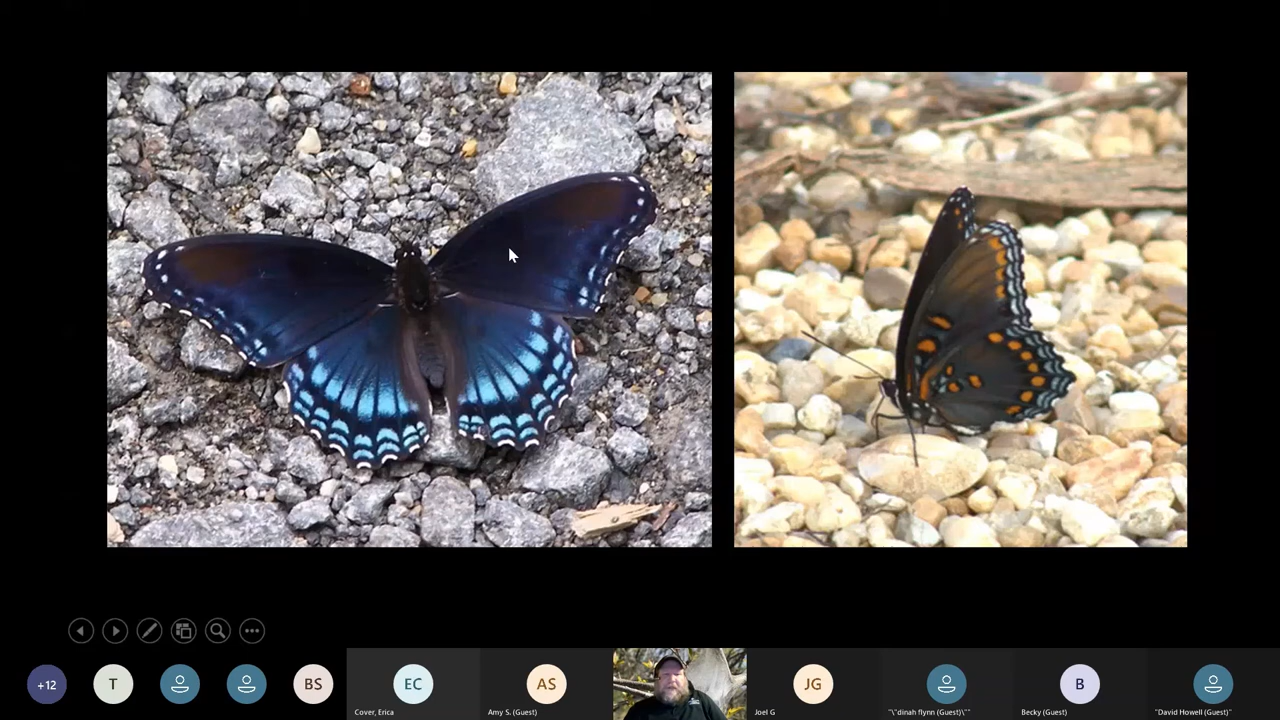 +12
T
BS
EC
Cover, Erica
AS
Amy S. (Guest)
JG
Joel G
"\"dinah flynn (Guest)\""
B
Becky (Guest)
"David Howell (Guest)"